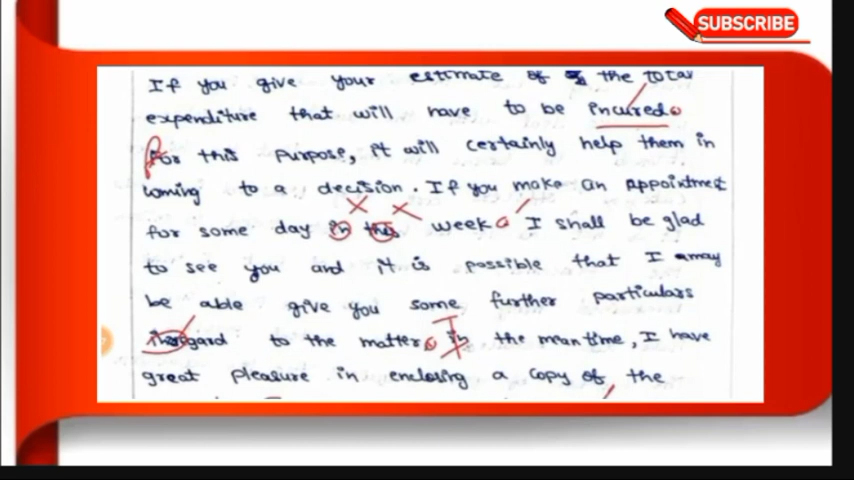 SUBSCRIBE
If you give your estimate of the total
expenditure that will have to be incured.
For this purpose, it will certainly help them in
coming to a decision. If you make an appointment
for some day in this week. I shall be glad
to see you and it is possible that I amay
be able give you some further particulars
regard to the matter. in the meantime, I have
great pleasure in enclosing a copy of the